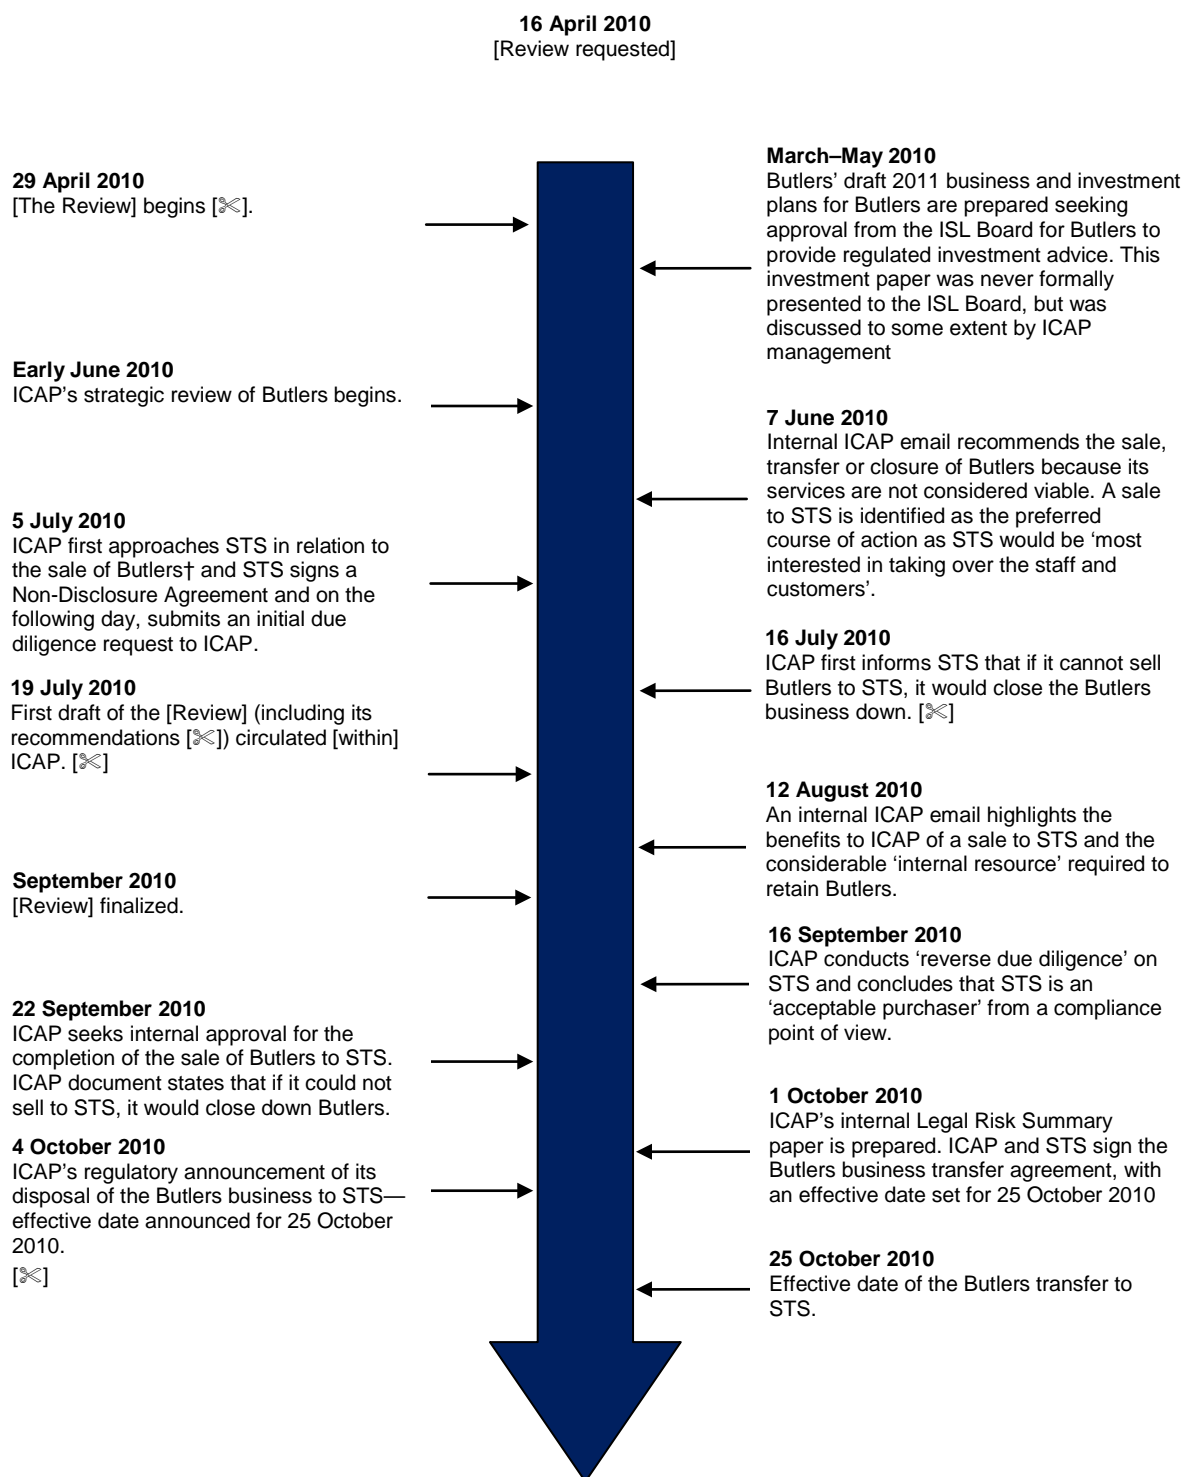 16 April 2010
[Review requested]
29 April 2010
[The Review] begins [✂].
March–May 2010
Butlers’ draft 2011 business and investment
plans for Butlers are prepared seeking
approval from the ISL Board for Butlers to
provide regulated investment advice. This
investment paper was never formally
presented to the ISL Board, but was
discussed to some extent by ICAP
management
Early June 2010
ICAP’s strategic review of Butlers begins.
7 June 2010
Internal ICAP email recommends the sale,
transfer or closure of Butlers because its
services are not considered viable. A sale
to STS is identified as the preferred
course of action as STS would be ‘most
interested in taking over the staff and
customers’.
5 July 2010
ICAP first approaches STS in relation to
the sale of Butlers† and STS signs a
Non-Disclosure Agreement and on the
following day, submits an initial due
diligence request to ICAP.
16 July 2010
ICAP first informs STS that if it cannot sell
Butlers to STS, it would close the Butlers
business down. [✂]
19 July 2010
First draft of the [Review] (including its
recommendations [✂]) circulated [within]
ICAP. [✂]
12 August 2010
An internal ICAP email highlights the
benefits to ICAP of a sale to STS and the
considerable ‘internal resource’ required to
retain Butlers.
September 2010
[Review] finalized.
16 September 2010
ICAP conducts ‘reverse due diligence’ on
STS and concludes that STS is an
‘acceptable purchaser’ from a compliance
point of view.
22 September 2010
ICAP seeks internal approval for the
completion of the sale of Butlers to STS.
ICAP document states that if it could not
sell to STS, it would close down Butlers.
1 October 2010
ICAP’s internal Legal Risk Summary
paper is prepared. ICAP and STS sign the
Butlers business transfer agreement, with
an effective date set for 25 October 2010
4 October 2010
ICAP’s regulatory announcement of its
disposal of the Butlers business to STS—
effective date announced for 25 October
2010.
[✂]
25 October 2010
Effective date of the Butlers transfer to
STS.